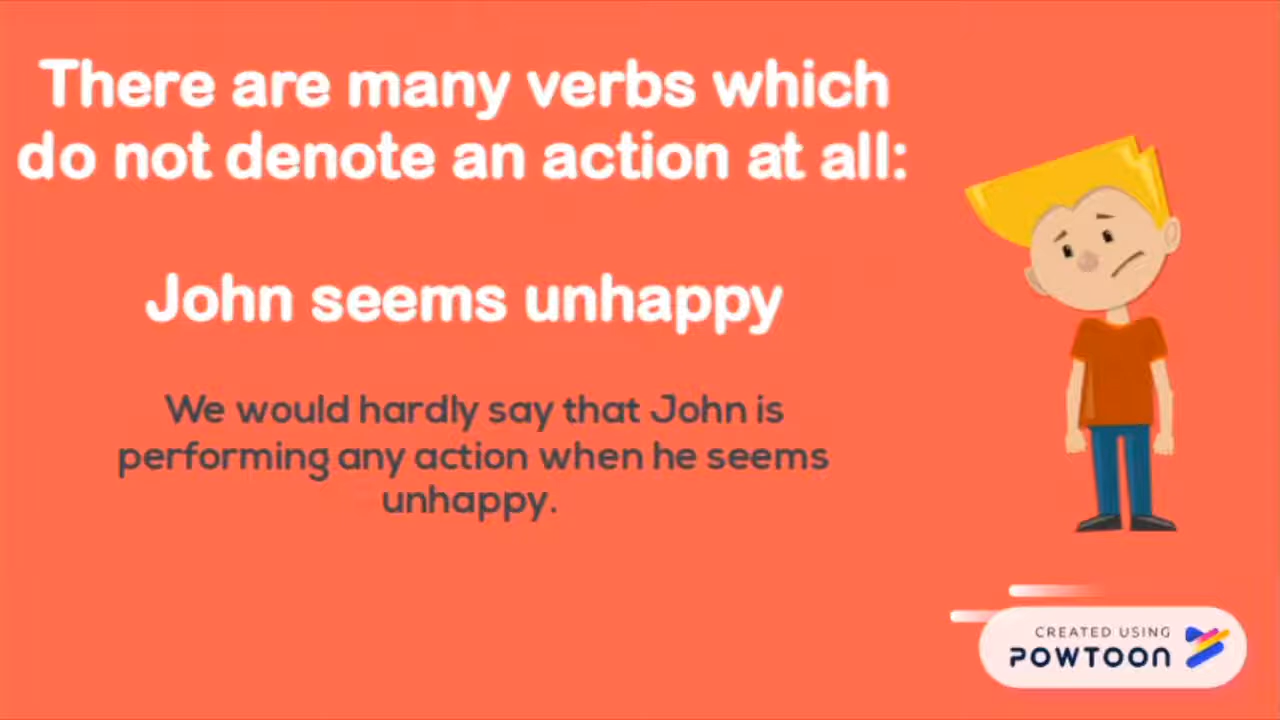 There are many verbs which
do not denote an action at all:
John seems unhappy
We would hardly say that John is
performing any action when he seems
unhappy.
CREATED USING
POWTOON